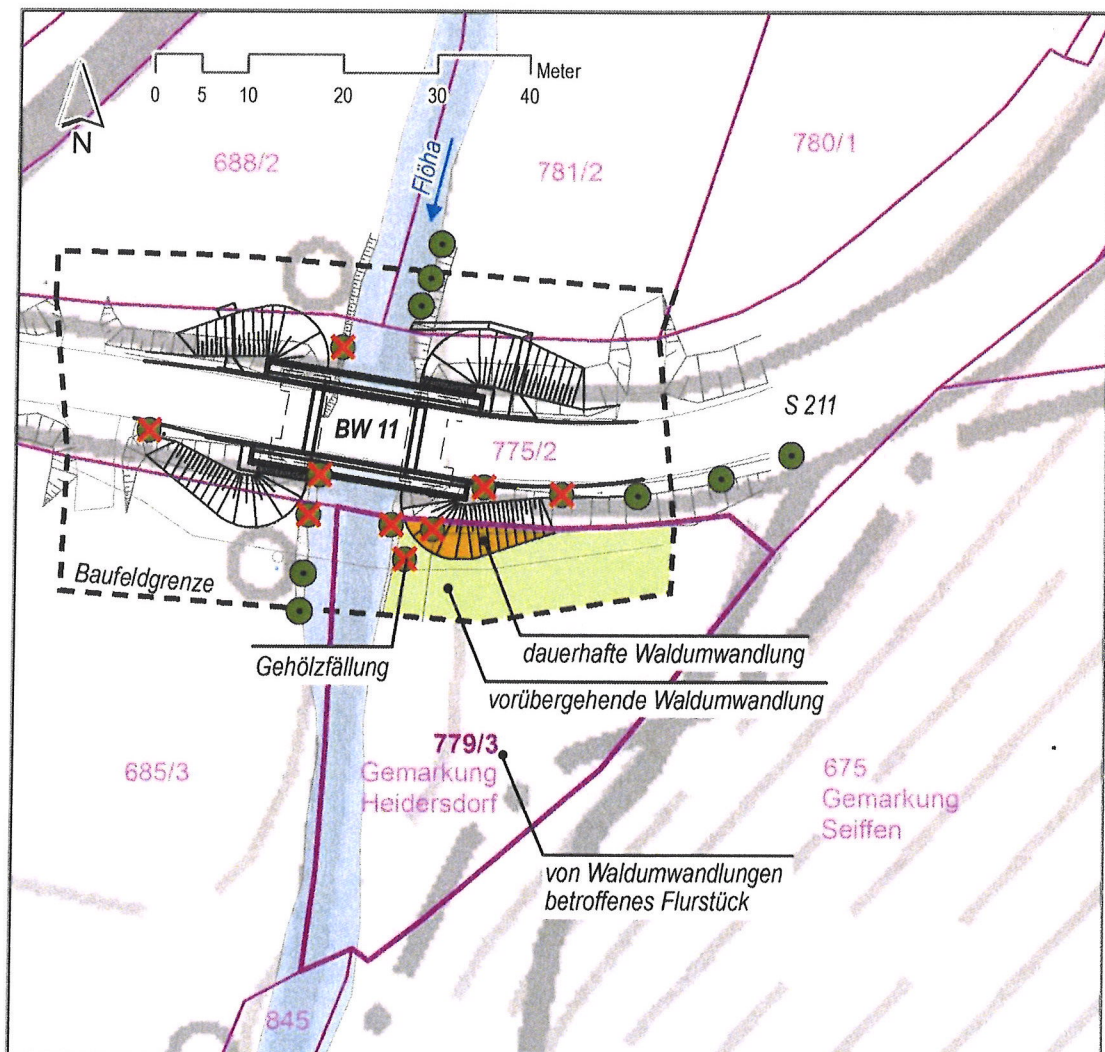 Meter
0 5 10 20 30 40
N
688/2
Flöha
781/2
780/1
S 211
BW 11
775/2
Baufeldgrenze
Gehölzfällung
dauerhafte Waldumwandlung
vorübergehende Waldumwandlung
685/3
779/3
Gemarkung
Heidersdorf
675
Gemarkung
Seiffen
von Waldumwandlungen
betroffenes Flurstück
845